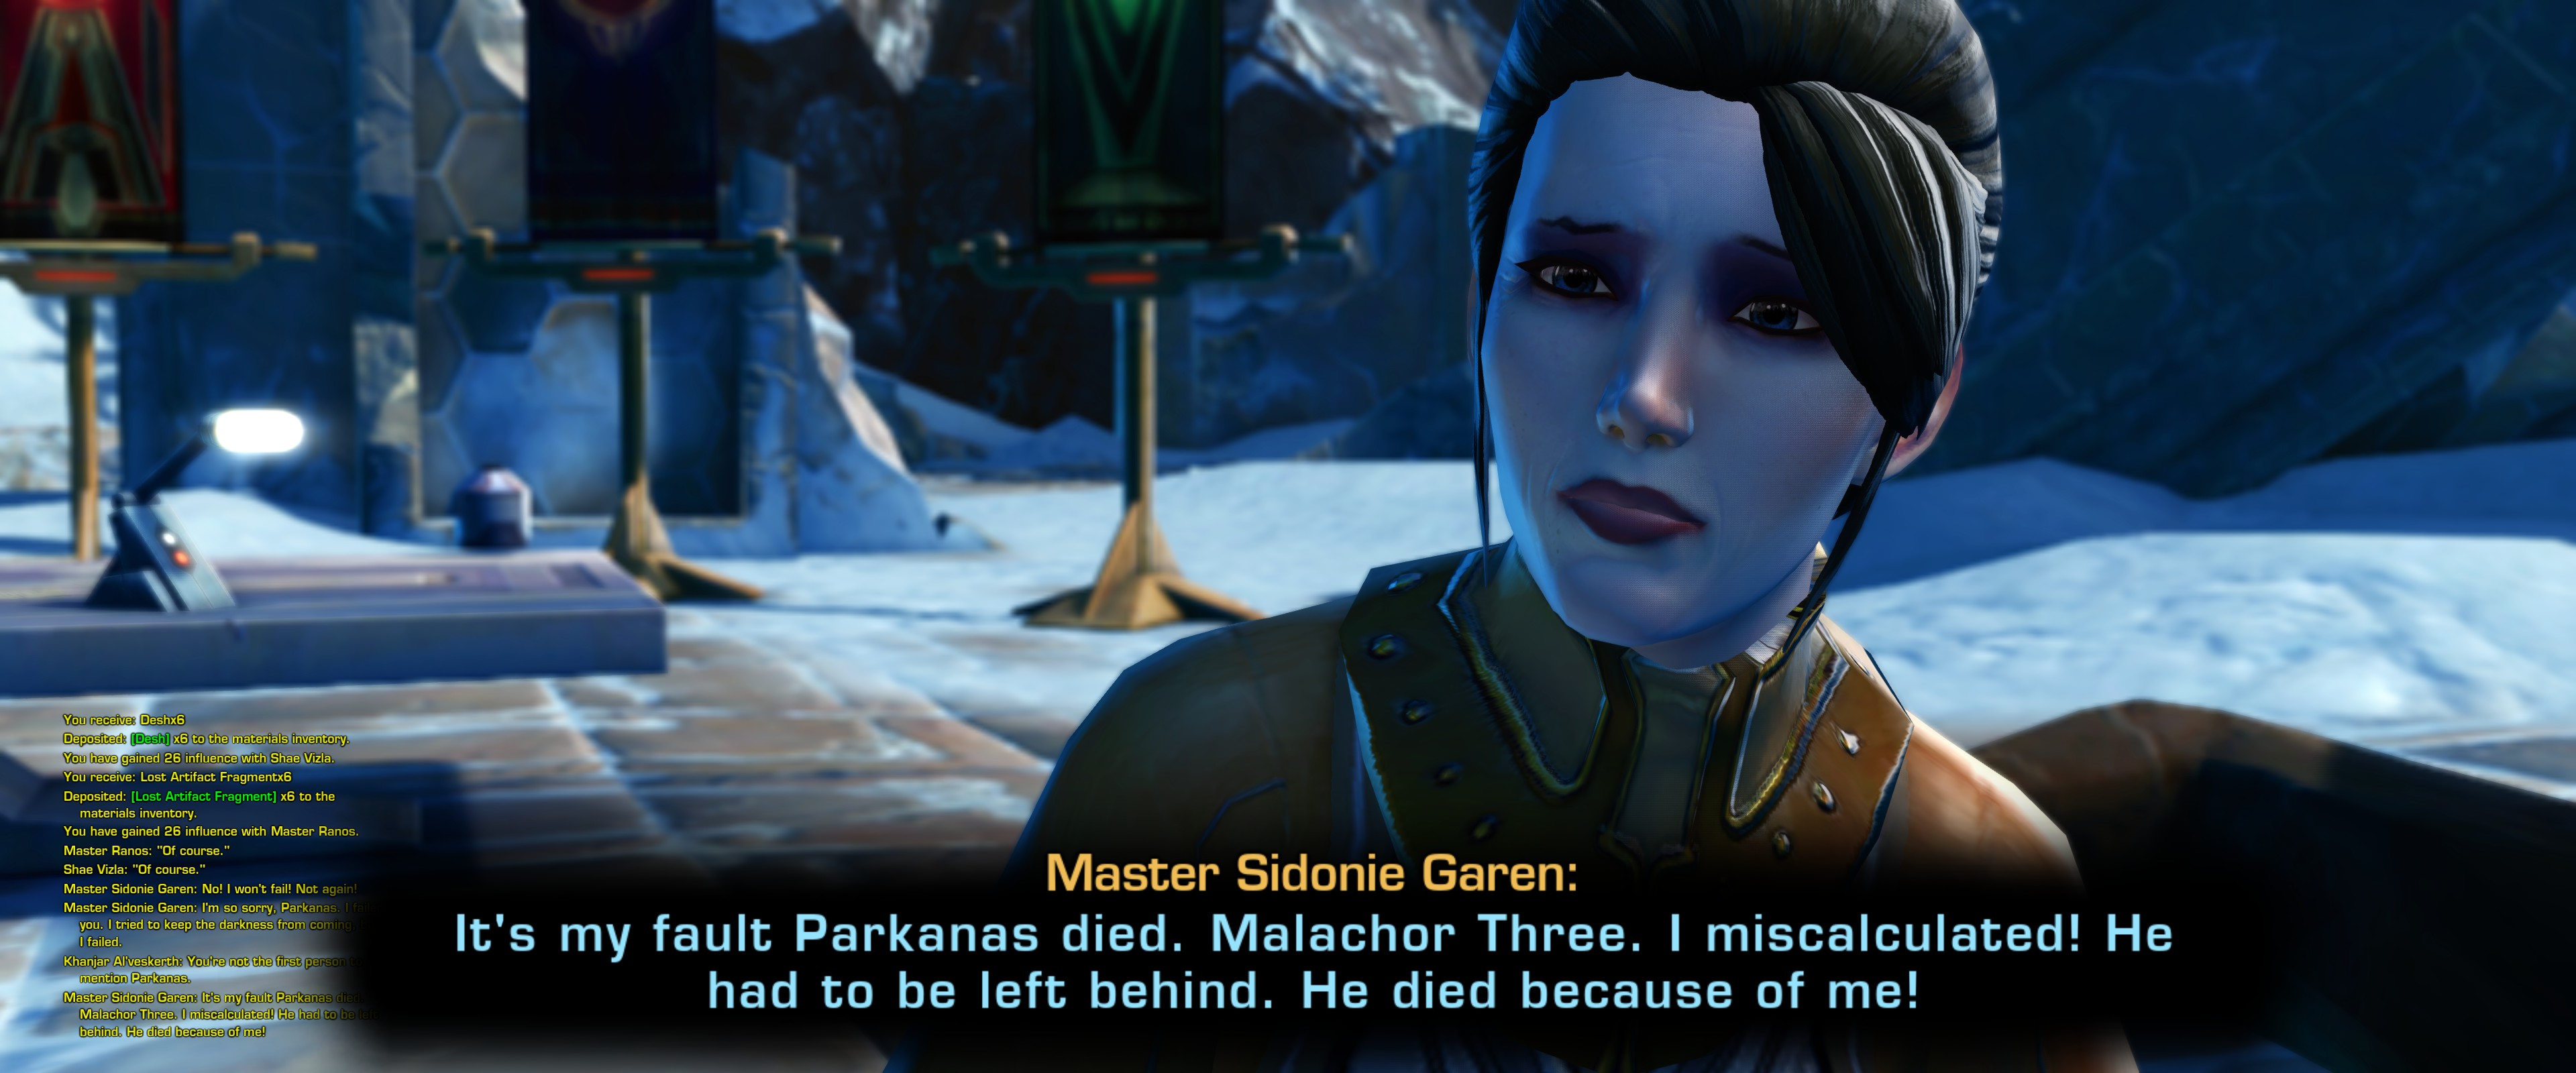 You receive: Deshx6
Deposited: [Desh] x6 to the materials inventory.
You have gained 26 influence with Shae Vizla.
You receive: Lost Artifact Fragmentx6
Deposited: [Lost Artifact Fragment] x6 to the
materials inventory.
You have gained 26 influence with Master Ranos.
Master Ranos: "Of course."
Shae Vizla: "Of course."
Master Sidonie Garen: No! I won't fail! Not again!
Master Sidonie Garen: I'm so sorry, Parkanas. I
you. I tried to keep the darkness from coming
I failed.
Khanjar Al'veskerth: You're not the first person
mention Parkanas.
Master Sidonie Garen: It's my fault Parkanas died.
Malachor Three. I miscalculated! He had to be left
behind. He died because of me!
Master Sidonie Garen:
It's my fault Parkanas died. Malachor Three. I miscalculated! He
had to be left behind. He died because of me!